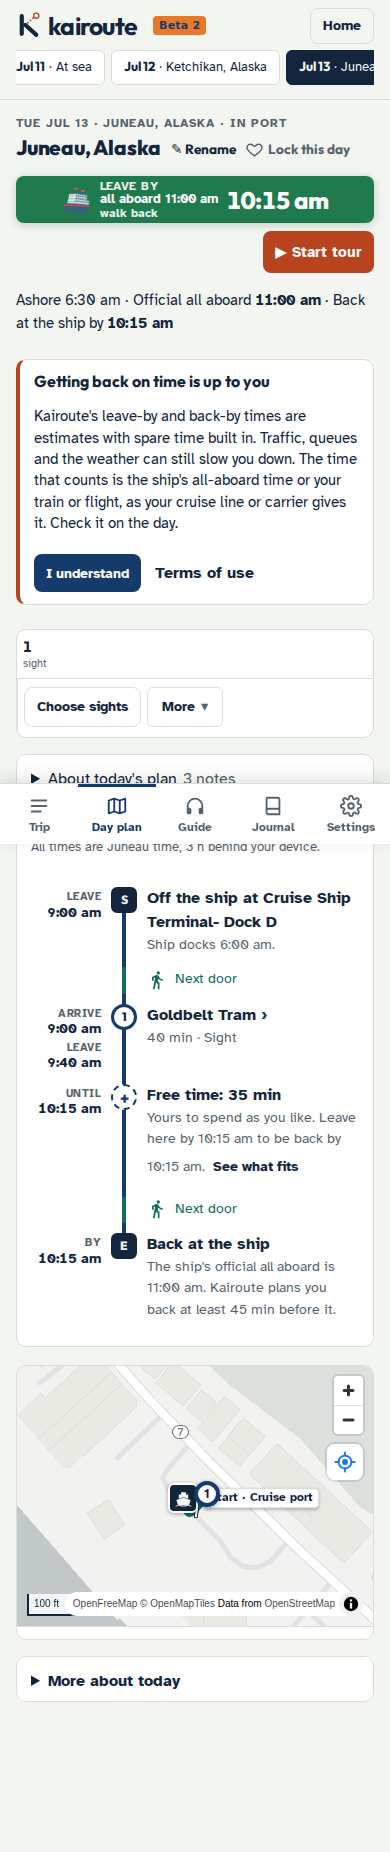 kairoute
Beta 2
Home
Jul 11 · At sea
Jul 12 · Ketchikan, Alaska
Jul 13 · Junea
TUE JUL 13 · JUNEAU, ALASKA · IN PORT
Juneau, Alaska
✎ Rename
Lock this day
LEAVE BY
all aboard 11:00 am
walk back
10:15 am
▶ Start tour
Ashore 6:30 am · Official all aboard 11:00 am · Back
at the ship by 10:15 am
Getting back on time is up to you
Kairoute's leave-by and back-by times are
estimates with spare time built in. Traffic, queues
and the weather can still slow you down. The time
that counts is the ship's all-aboard time or your
train or flight, as your cruise line or carrier gives
it. Check it on the day.
I understand
Terms of use
1
sight
Choose sights
More ▾
▶ About today's plan 3 notes
Trip
Day plan
Guide
Journal
Settings
All times are Juneau time, 3 h behind your device.
LEAVE
9:00 am
S
Off the ship at Cruise Ship
Terminal- Dock D
Ship docks 6:00 am.
Next door
ARRIVE
9:00 am
LEAVE
9:40 am
1
Goldbelt Tram ›
40 min · Sight
UNTIL
10:15 am
+
Free time: 35 min
Yours to spend as you like. Leave
here by 10:15 am to be back by
10:15 am. See what fits
Next door
BY
10:15 am
E
Back at the ship
The ship's official all aboard is
11:00 am. Kairoute plans you
back at least 45 min before it.
+
−
7
1
tart · Cruise port
100 ft
OpenFreeMap © OpenMapTiles Data from OpenStreetMap
▶ More about today